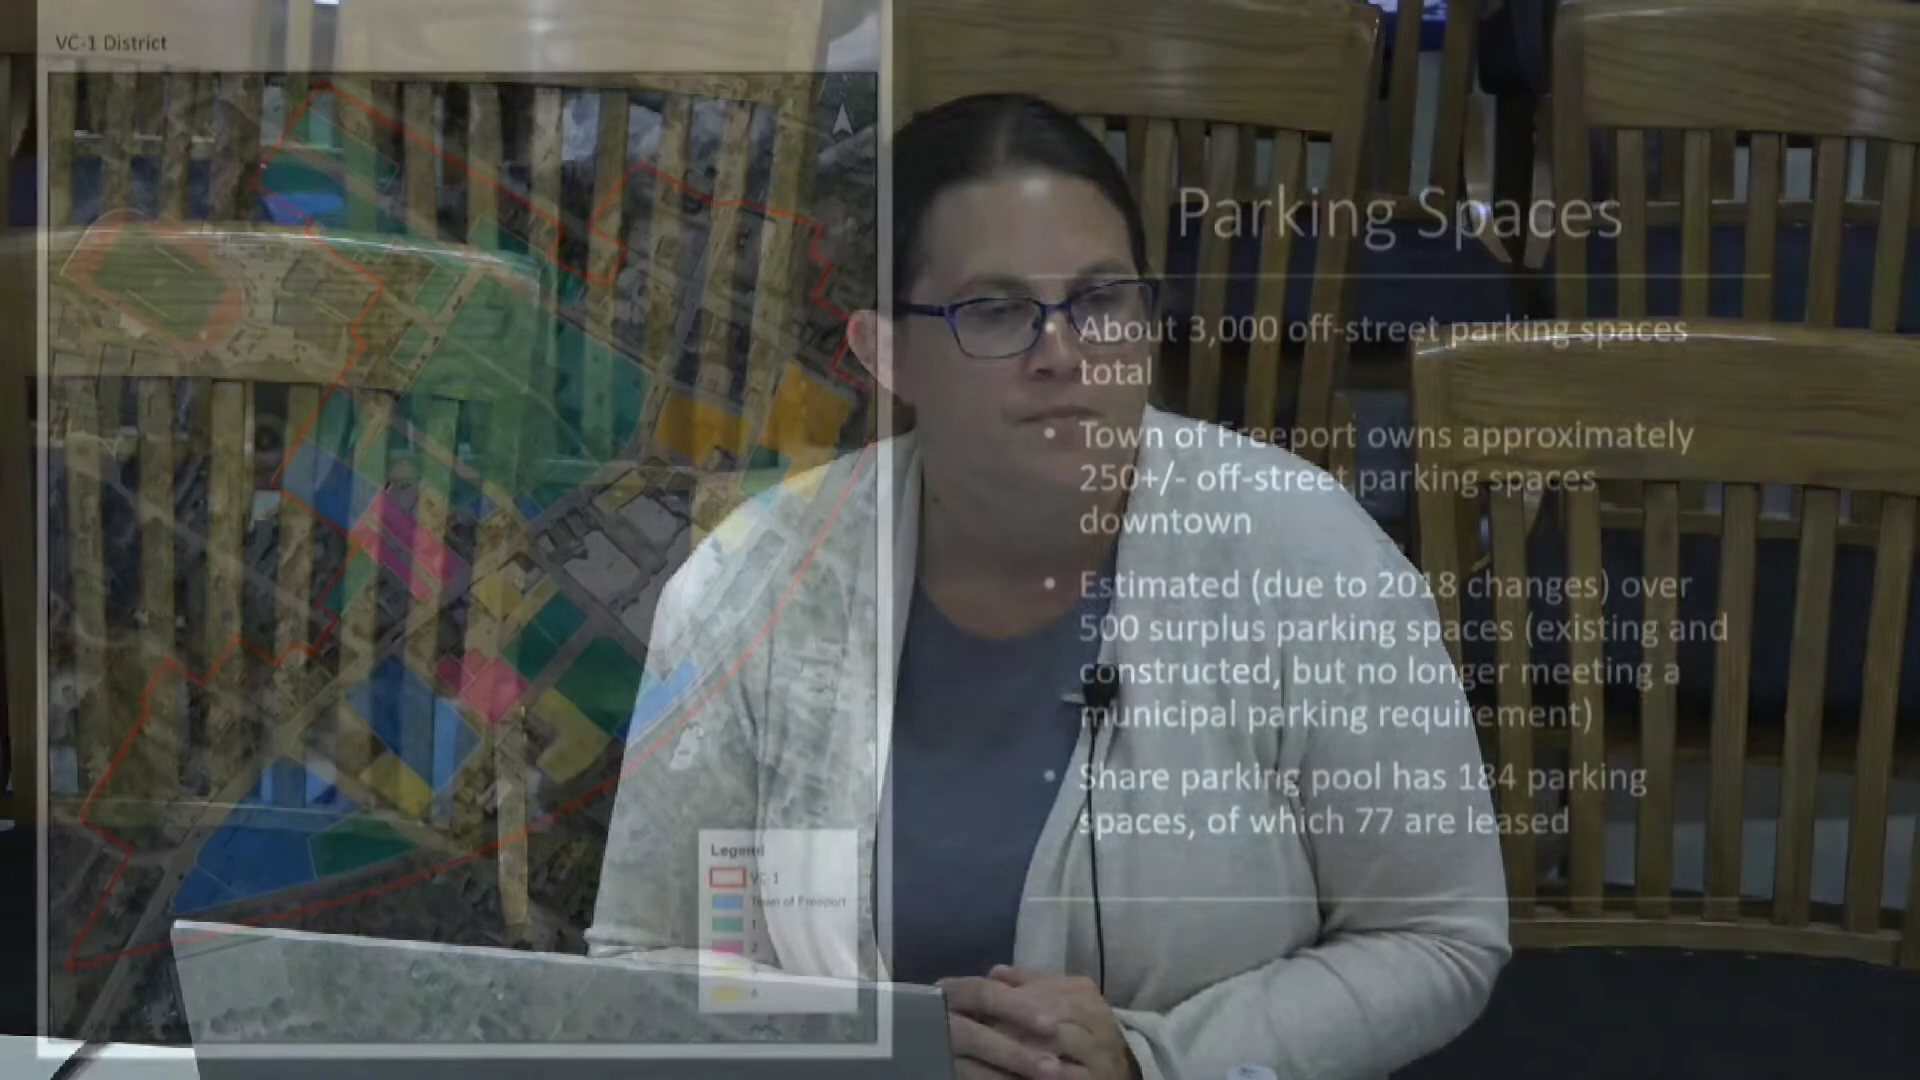 VC-1 District
Parking Spaces
About 3,000 off-street parking spaces
total
• Town of Freeport owns approximately
250+/- off-street parking spaces
downtown
• Estimated (due to 2018 changes) over
500 surplus parking spaces (existing and
constructed, but no longer meeting a
municipal parking requirement)
• Share parking pool has 184 parking
spaces, of which 77 are leased
Legend
VC-1
Town of Freeport
1
2
4